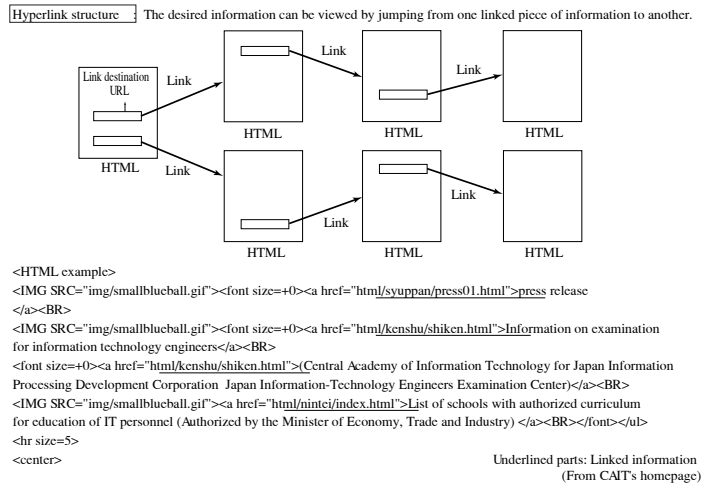 Hyperlink structure : The desired information can be viewed by jumping from one linked piece of information to another.
Link destination
URL
Link
Link
Link
HTML
HTML
HTML
HTML
Link
Link
Link
HTML
HTML
HTML
<HTML example>
<IMG SRC="img/smallblueball.gif"><font size=+0><a href="html/syuppan/press01.html">press release
</a><BR>
<IMG SRC="img/smallblueball.gif"><font size=+0><a href="html/kenshu/shiken.html">Information on examination
for information technology engineers</a><BR>
<font size=+0><a href="html/kenshu/shiken.html">(Central Academy of Information Technology for Japan Information
Processing Development Corporation Japan Information-Technology Engineers Examination Center)</a><BR>
<IMG SRC="img/smallblueball.gif"><a href="html/nintei/index.html">List of schools with authorized curriculum
for education of IT personnel (Authorized by the Minister of Economy, Trade and Industry) </a><BR></font></ul>
<hr size=5>
<center>
Underlined parts: Linked information
(From CAIT's homepage)